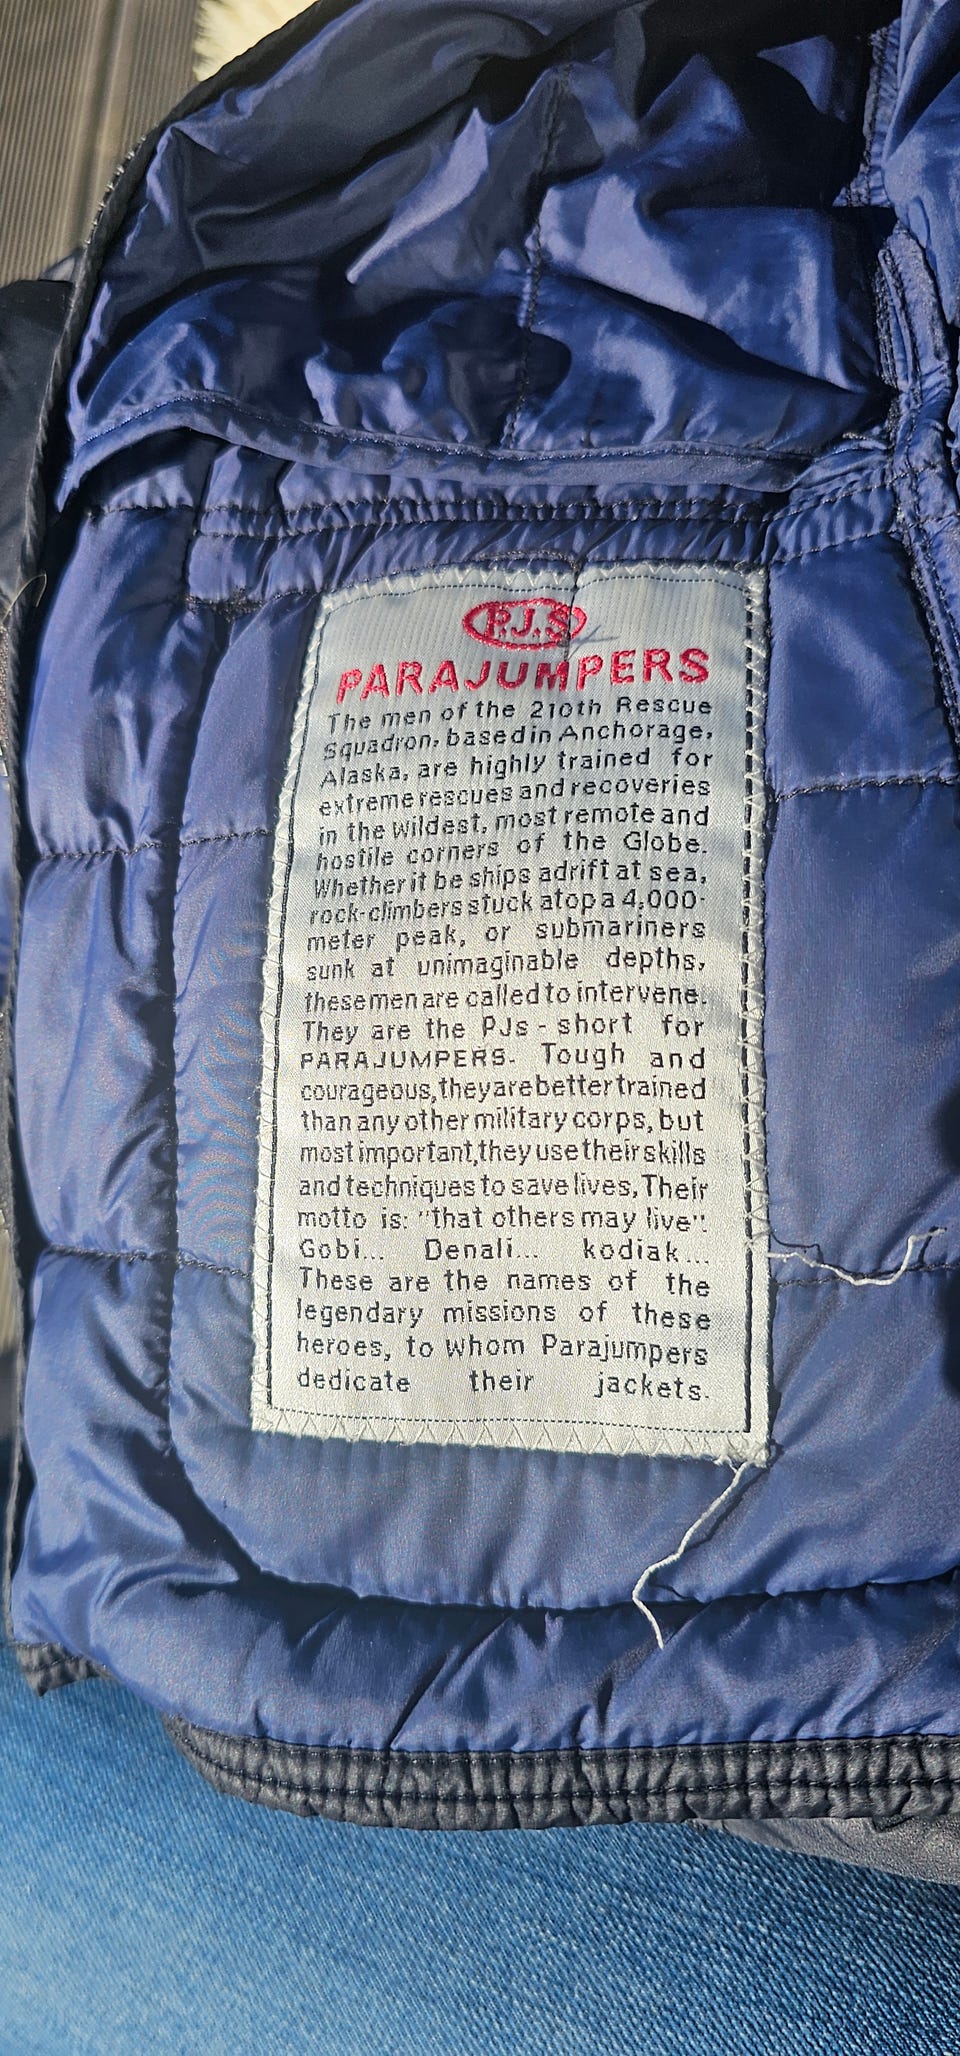 P.J.S
PARAJUMPERS
The men of the 210th Rescue
Squadron, based in Anchorage,
Alaska, are highly trained for
extreme rescues and recoveries
in the wildest, most remote and
hostile corners of the Globe.
Whether it be ships adrift at sea,
rock-climbers stuck atop a 4,000-
meter peak, or submariners
sunk at unimaginable depths,
these men are called to intervene.
They are the PJs - short for
PARAJUMPERS. Tough and
courageous, they are better trained
than any other military corps, but
most important, they use their skills
and techniques to save lives, Their
motto is: "that others may live".
Gobi... Denali... kodiak...
These are the names of the
legendary missions of these
heroes, to whom Parajumpers
dedicate their jackets.